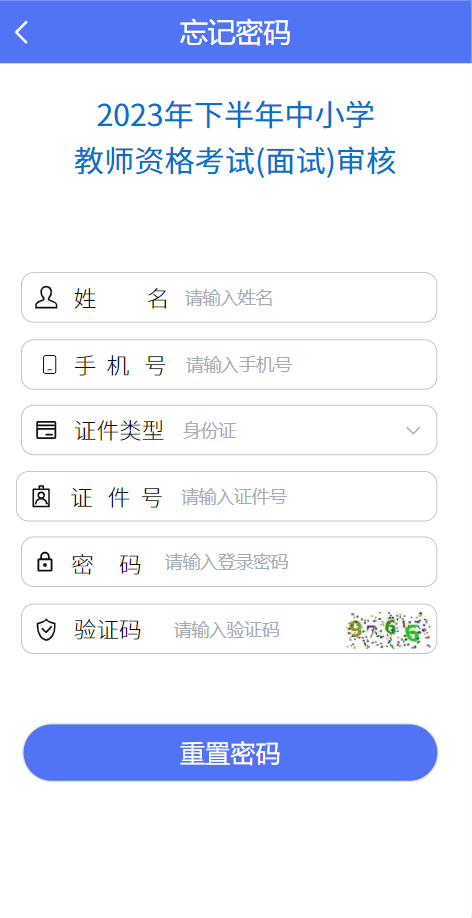 忘记密码
2023年下半年中小学
教师资格考试(面试)审核
姓 名 请输入姓名
手 机 号 请输入手机号
证件类型 身份证
证 件 号 请输入证件号
密 码 请输入登录密码
验证码 请输入验证码 9766
重置密码